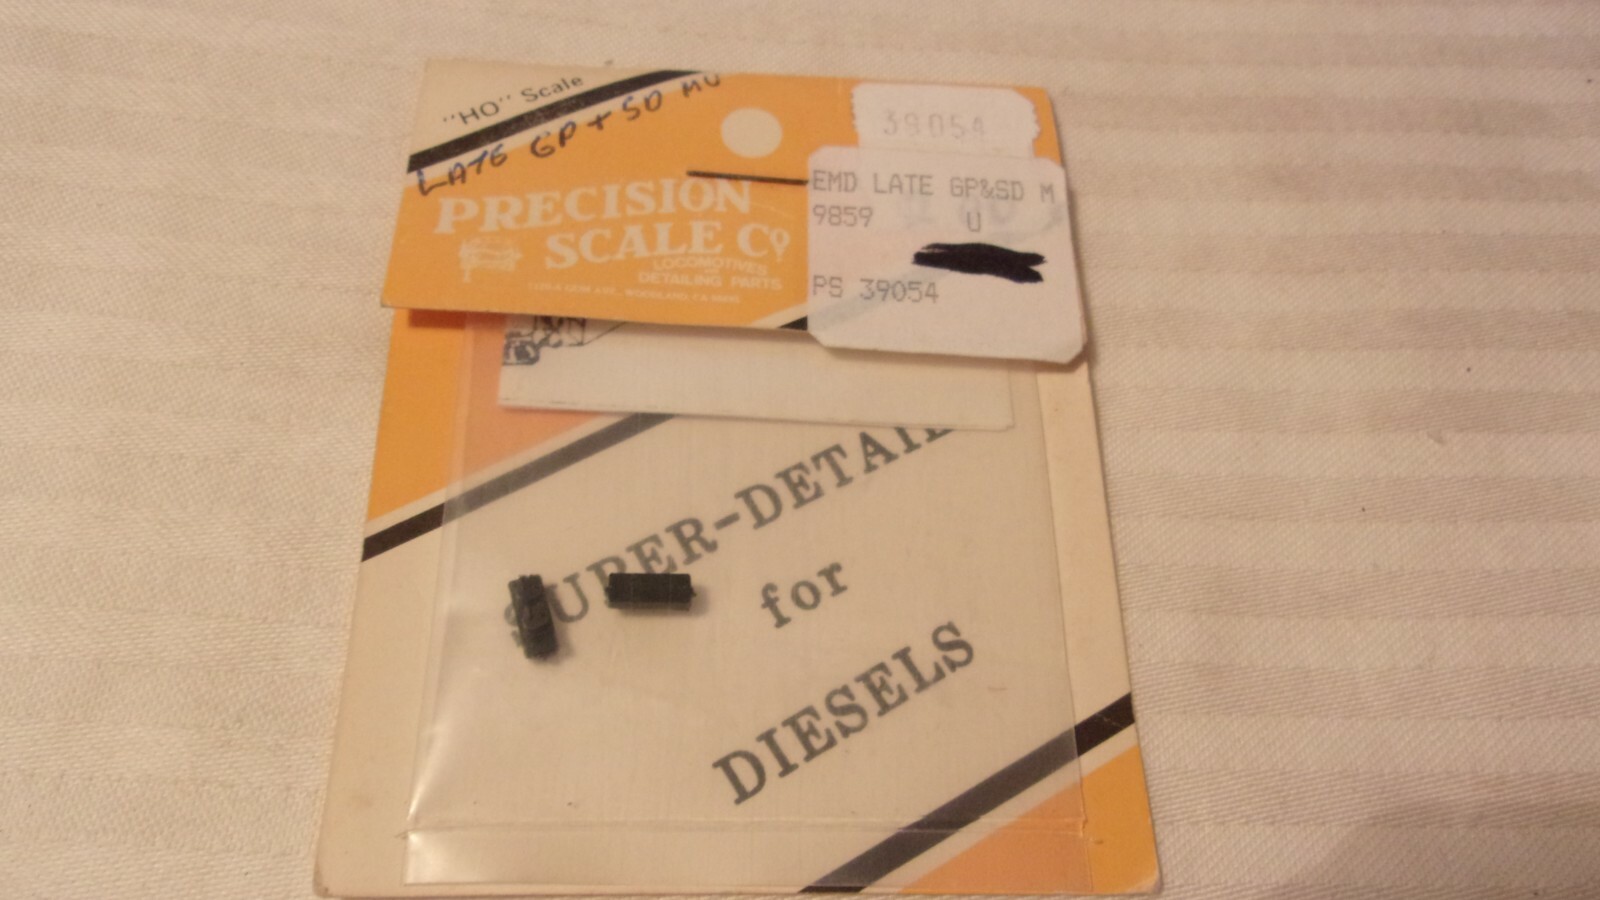 "HO" Scale
LATE GP + SD MU
PRECISION
SCALE Co
LOCOMOTIVES
DETAILING PARTS
39054
EMD LATE GP&SD M
9859 U
PS 39054
SUPER-DETAIL
for
DIESELS